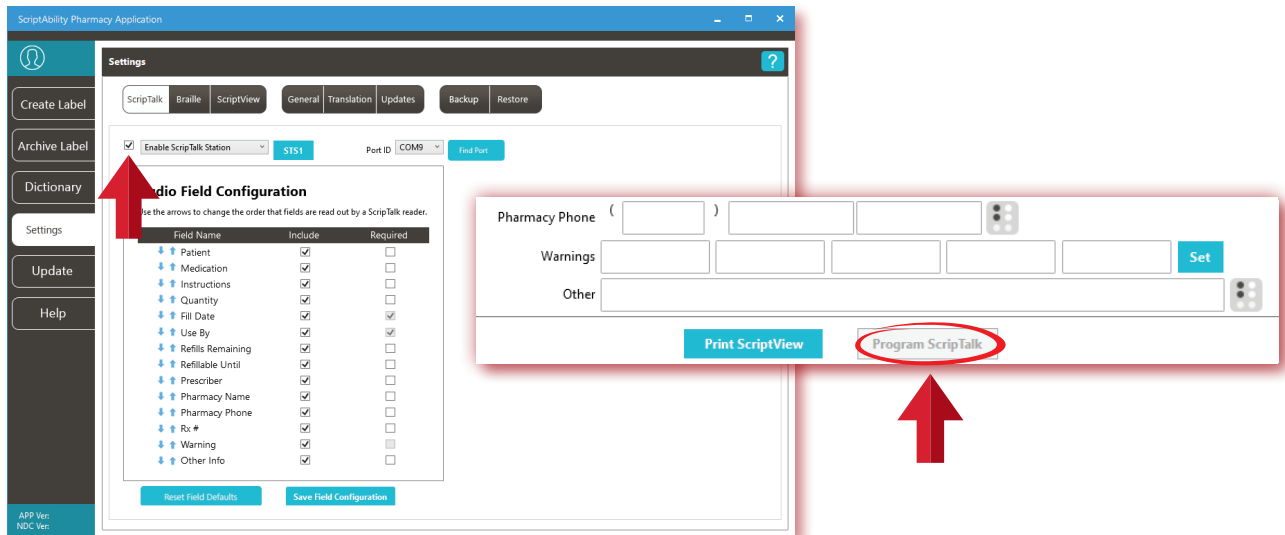 ScriptAbility Pharmacy Application
Settings
?
Create Label
Archive Label
Dictionary
Settings
Update
Help
APP Ver:
NDC Ver:
ScripTalk Braille ScriptView General Translation Updates Backup Restore
Enable ScripTalk Station STS1 Port ID COM9 Find Port
dio Field Configuration
Use the arrows to change the order that fields are read out by a ScripTalk reader.
Field Name Include Required
Patient
Medication
Instructions
Quantity
Fill Date
Use By
Refills Remaining
Refillable Until
Prescriber
Pharmacy Name
Pharmacy Phone
Rx #
Warning
Other Info
Reset Field Defaults Save Field Configuration
Pharmacy Phone ( )
Warnings Set
Other
Print ScriptView Program ScripTalk